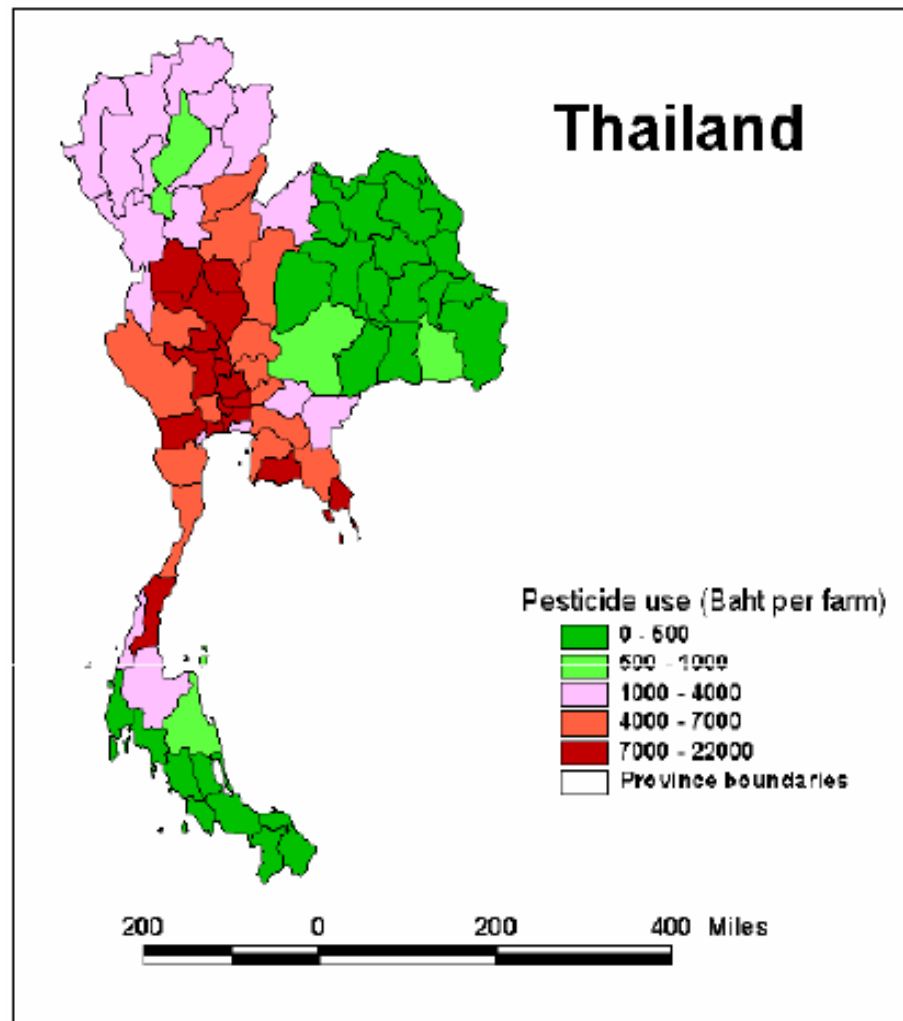 Thailand
Pesticide use (Baht per farm)
0 - 500
500 - 1000
1000 - 4000
4000 - 7000
7000 - 22000
Province boundaries
200 0 200 400 Miles